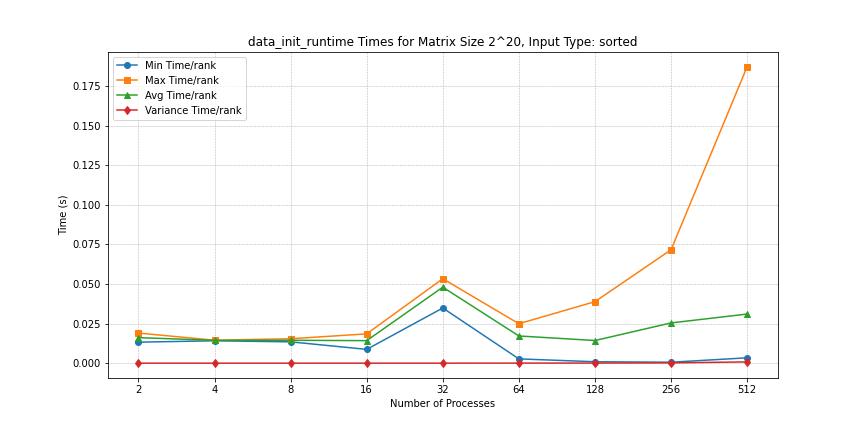 data_init_runtime Times for Matrix Size 2^20, Input Type: sorted
Min Time/rank
Max Time/rank
Avg Time/rank
Variance Time/rank
Time (s)
0.175
0.150
0.125
0.100
0.075
0.050
0.025
0.000
2 4 8 16 32 64 128 256 512
Number of Processes